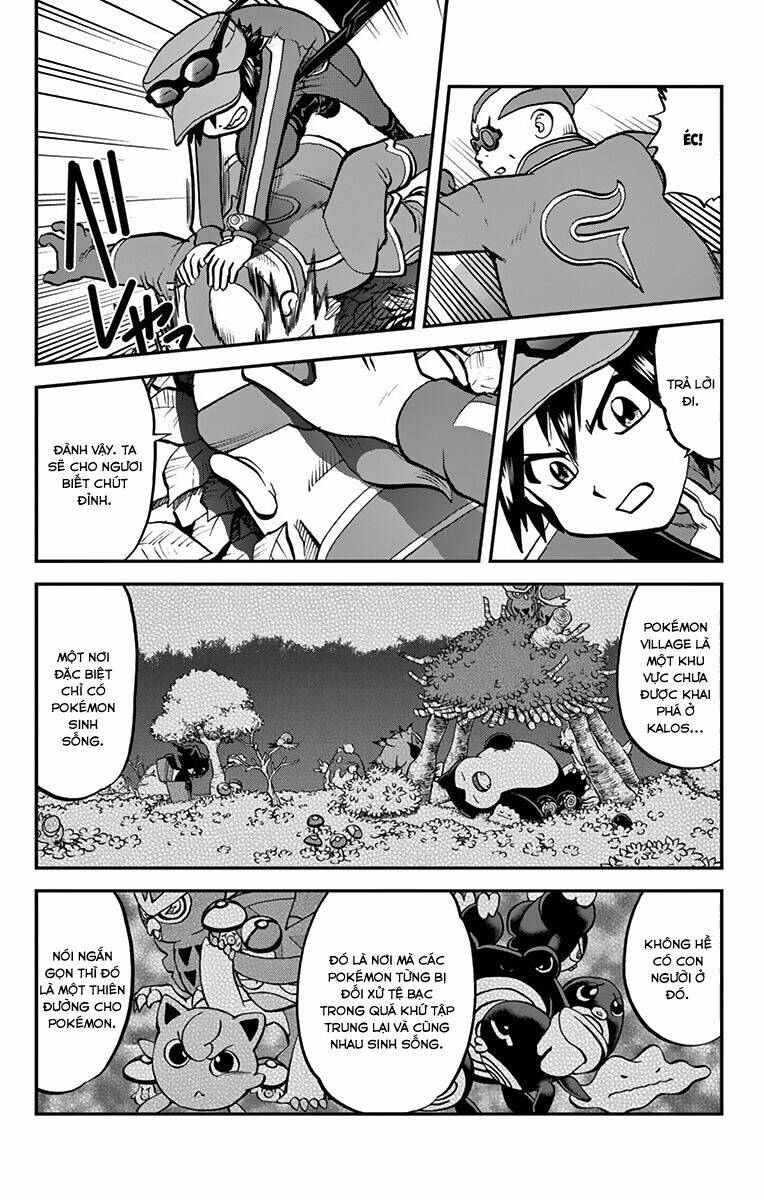 ÉC!
TRẢ LỜI
ĐI.
ĐÀNH VẬY. TA
SẼ CHO NGƯƠI
BIẾT CHÚT
ĐỈNH.
POKÉMON
VILLAGE LÀ
MỘT KHU
VỰC CHƯA
ĐƯỢC KHAI
PHÁ Ở
KALOS...
MỘT NƠI
ĐẶC BIỆT
CHỈ CÓ
POKÉMON
SINH
SỐNG.
KHÔNG HỀ
CÓ CON
NGƯỜI Ở
ĐÓ.
ĐÓ LÀ NƠI MÀ CÁC
POKÉMON TỪNG BỊ
ĐỐI XỬ TỆ BẠC
TRONG QUÁ KHỨ TẬP
TRUNG LẠI VÀ CÙNG
NHAU SINH SỐNG.
NÓI NGẮN
GỌN THÌ ĐÓ
LÀ MỘT THIÊN
ĐƯỜNG CHO
POKÉMON.